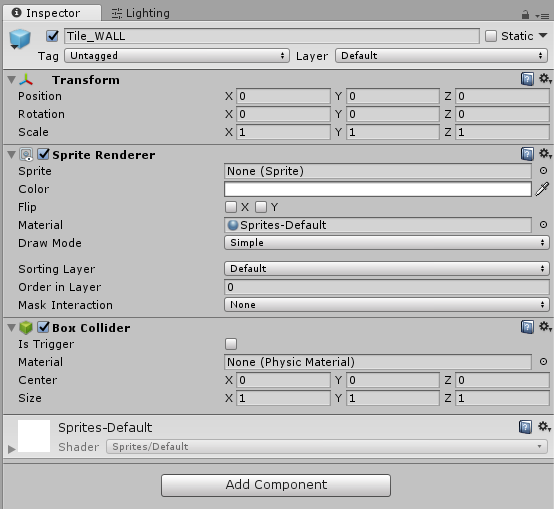 Inspector Lighting
Tile_WALL Static
Tag Untagged Layer Default
Transform
Position X 0 Y 0 Z 0
Rotation X 0 Y 0 Z 0
Scale X 1 Y 1 Z 1
Sprite Renderer
Sprite None (Sprite)
Color
Flip X Y
Material Sprites-Default
Draw Mode Simple
Sorting Layer Default
Order in Layer 0
Mask Interaction None
Box Collider
Is Trigger
Material None (Physic Material)
Center X 0 Y 0 Z 0
Size X 1 Y 1 Z 1
Sprites-Default
Shader Sprites/Default
Add Component